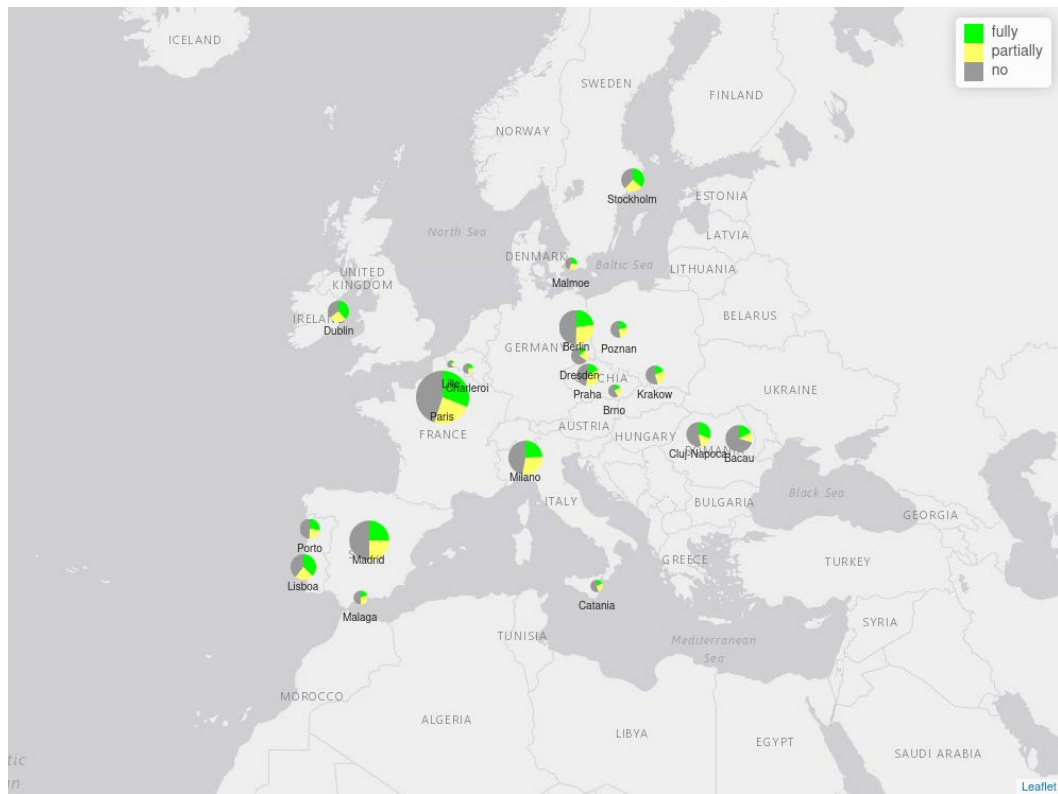 ICELAND
fully
partially
no
SWEDEN
FINLAND
NORWAY
Stockholm
ESTONIA
North Sea
LATVIA
DENMARK
Baltic Sea
LITHUANIA
Malmoe
UNITED
KINGDOM
BELARUS
Dublin
GERMANY
Berlin
Poznan
Dresden
Lille
Charleroi
Praha
Krakow
UKRAINE
Brno
Paris
FRANCE
AUSTRIA
HUNGARY
Cluj-Napoca
Bacau
Milano
ITALY
Black Sea
BULGARIA
GEORGIA
Porto
Madrid
GREECE
TURKEY
Lisboa
Malaga
Catania
SYRIA
TUNISIA
Mediterranean
Sea
MOROCCO
ALGERIA
LIBYA
EGYPT
SAUDI ARABIA
Leaflet